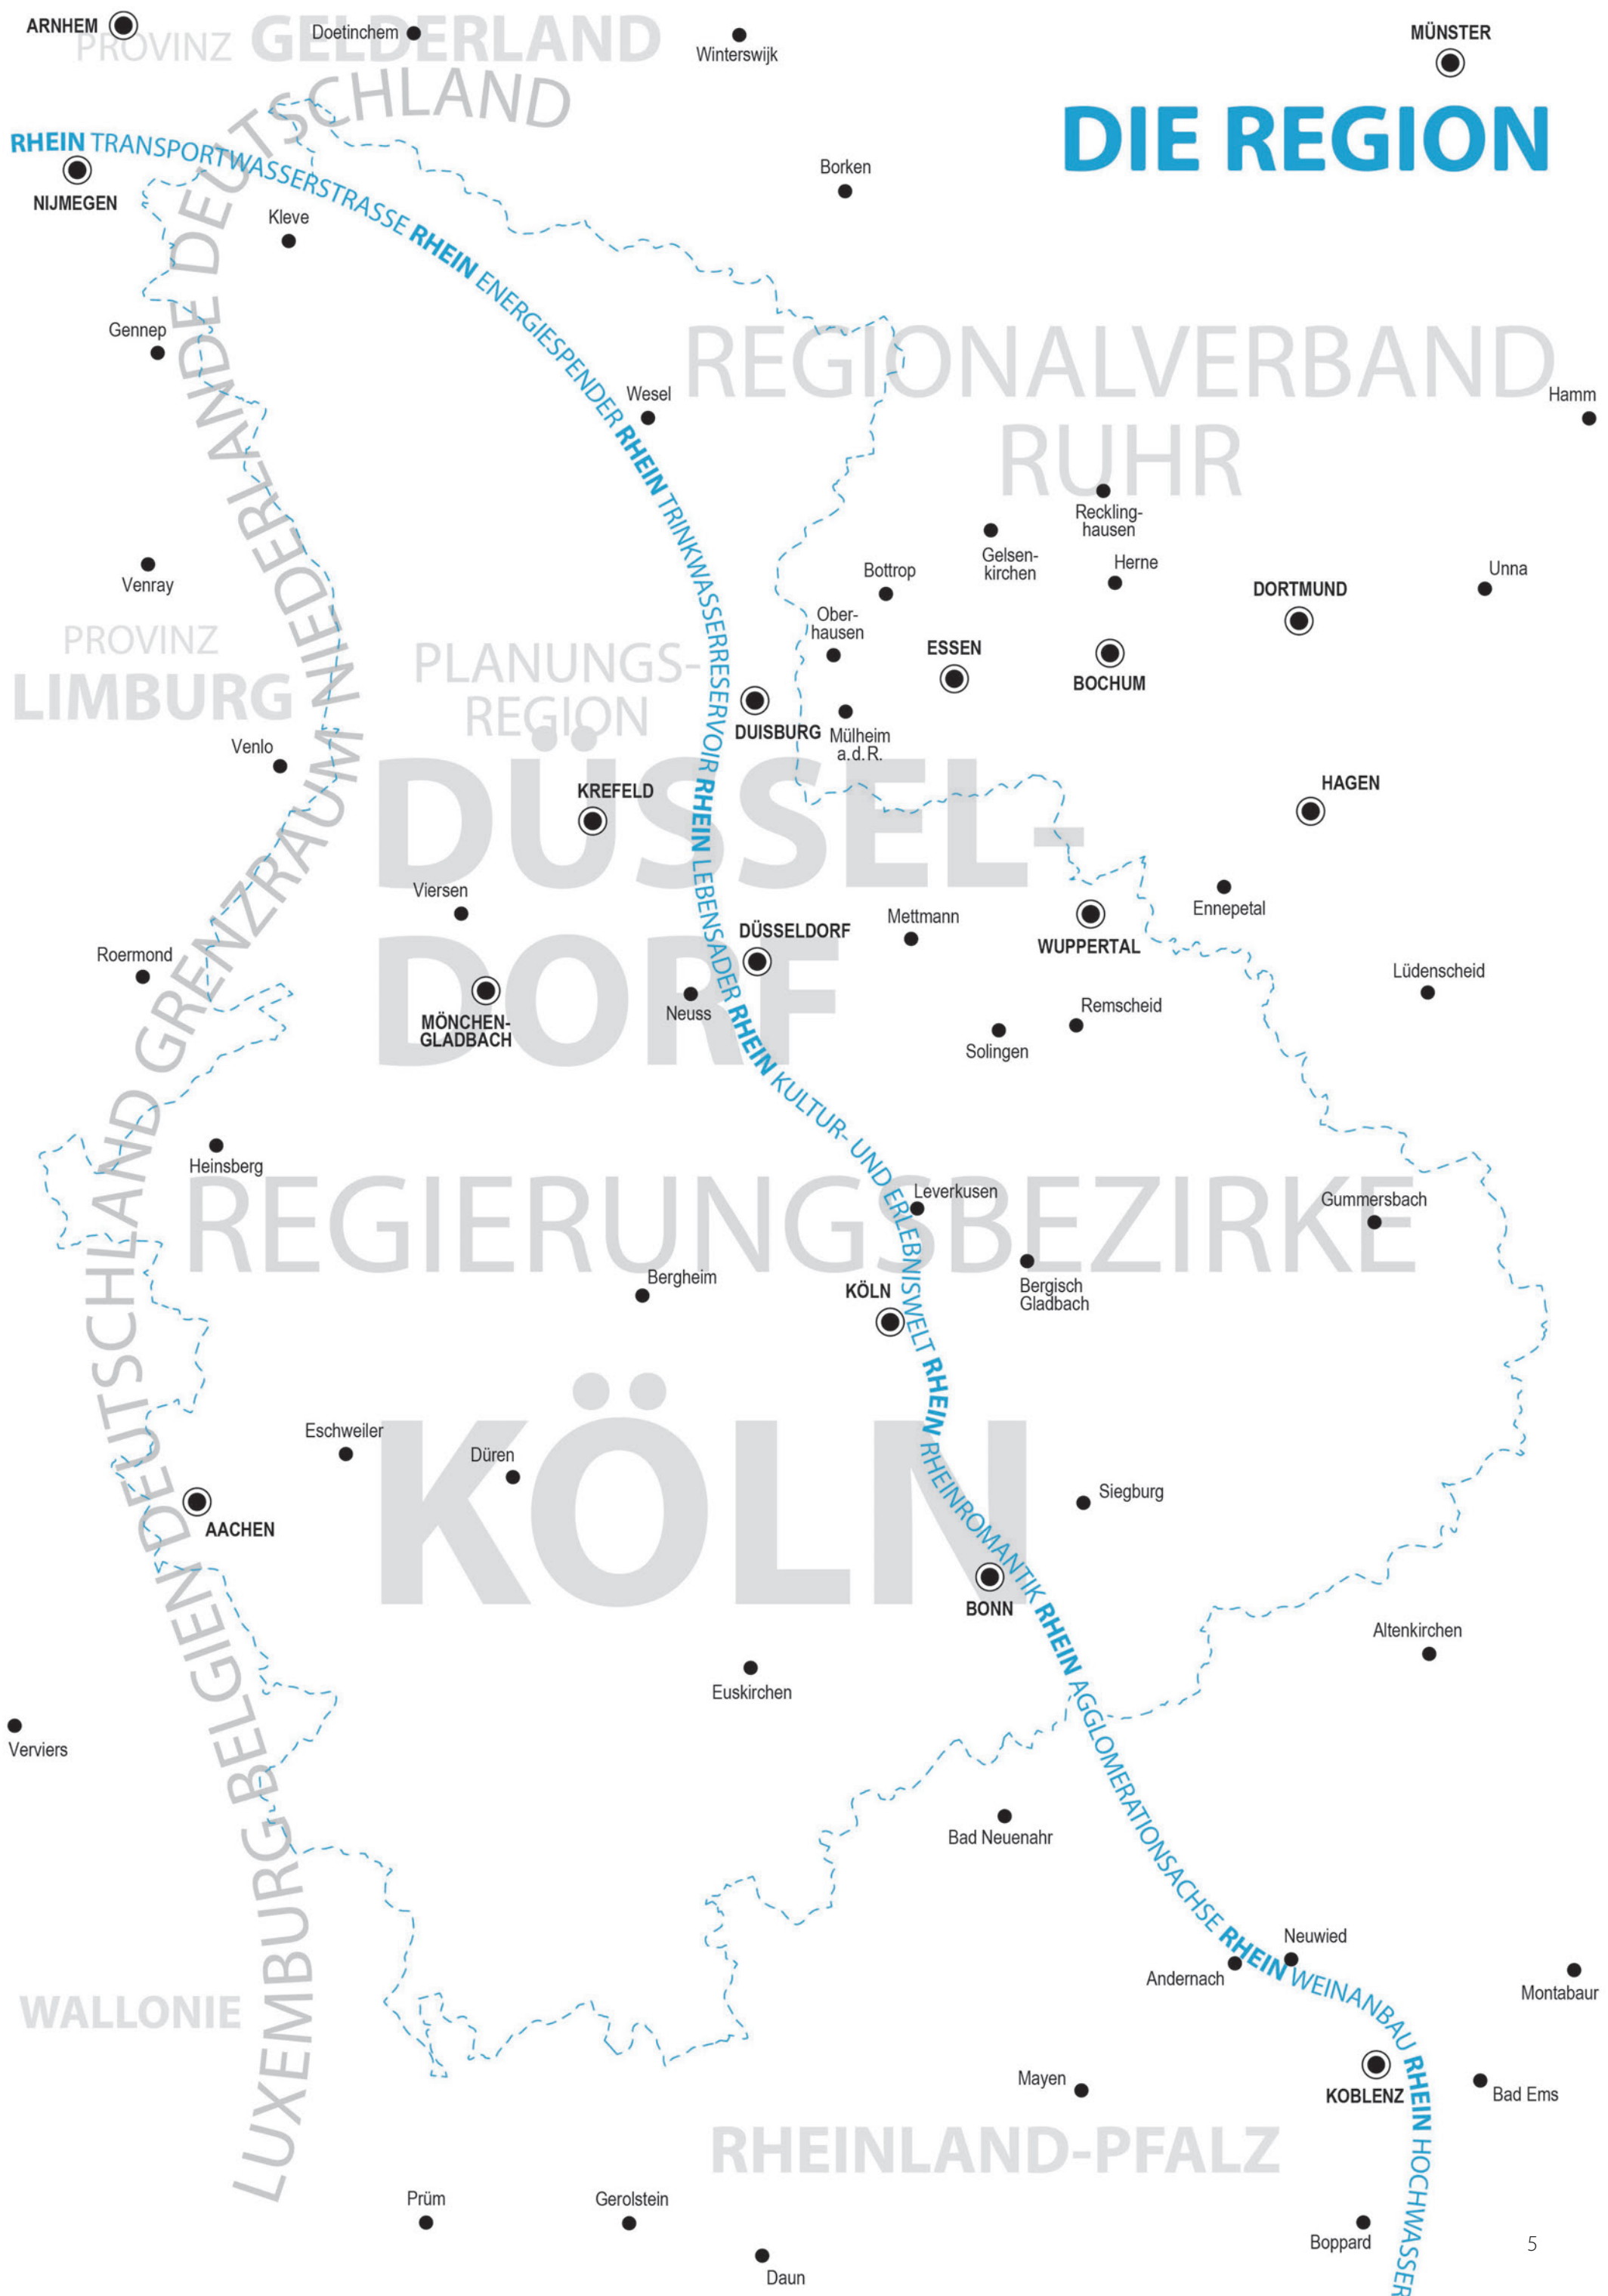 ARNHEM
PROVINZ GELDERLAND
Doetinchem
Winterswijk
MÜNSTER
DIE REGION
RHEIN TRANSPORTWASSERSTRASSE RHEIN ENERGIESPENDER RHEIN TRINKWASSERRESERVOIR RHEIN LEBENSADER RHEIN KULTUR- UND ERLEBNISWELT RHEIN RHEINROMANTIK RHEIN AGGLOMERATIONSACHSE RHEIN WEINANBAU RHEIN HOCHWASSER
LUXEMBURG BELGIEN DEUTSCHLAND GRENZRAUM NIEDERLANDE DEUTSCHLAND
NIJMEGEN
Borken
Kleve
Gennep
REGIONALVERBAND
RUHR
Wesel
Hamm
Reckling-
hausen
Gelsen-
kirchen
Herne
Bottrop
Unna
DORTMUND
Venray
Ober-
hausen
PROVINZ
LIMBURG
PLANUNGS-
REGION
ESSEN
BOCHUM
DUISBURG
Mülheim
a.d.R.
Venlo
DÜSSEL-
DORF
KREFELD
HAGEN
Viersen
Ennepetal
Mettmann
WUPPERTAL
DÜSSELDORF
Roermond
Lüdenscheid
MÖNCHEN-
GLADBACH
Neuss
Remscheid
Solingen
Heinsberg
REGIERUNGSBEZIRKE
Leverkusen
Gummersbach
Bergheim
KÖLN
Bergisch
Gladbach
KÖLN
Eschweiler
Düren
Siegburg
AACHEN
BONN
Altenkirchen
Euskirchen
Verviers
Bad Neuenahr
Neuwied
Andernach
Montabaur
WALLONIE
Mayen
KOBLENZ
Bad Ems
RHEINLAND-PFALZ
Prüm
Gerolstein
Boppard
Daun
5